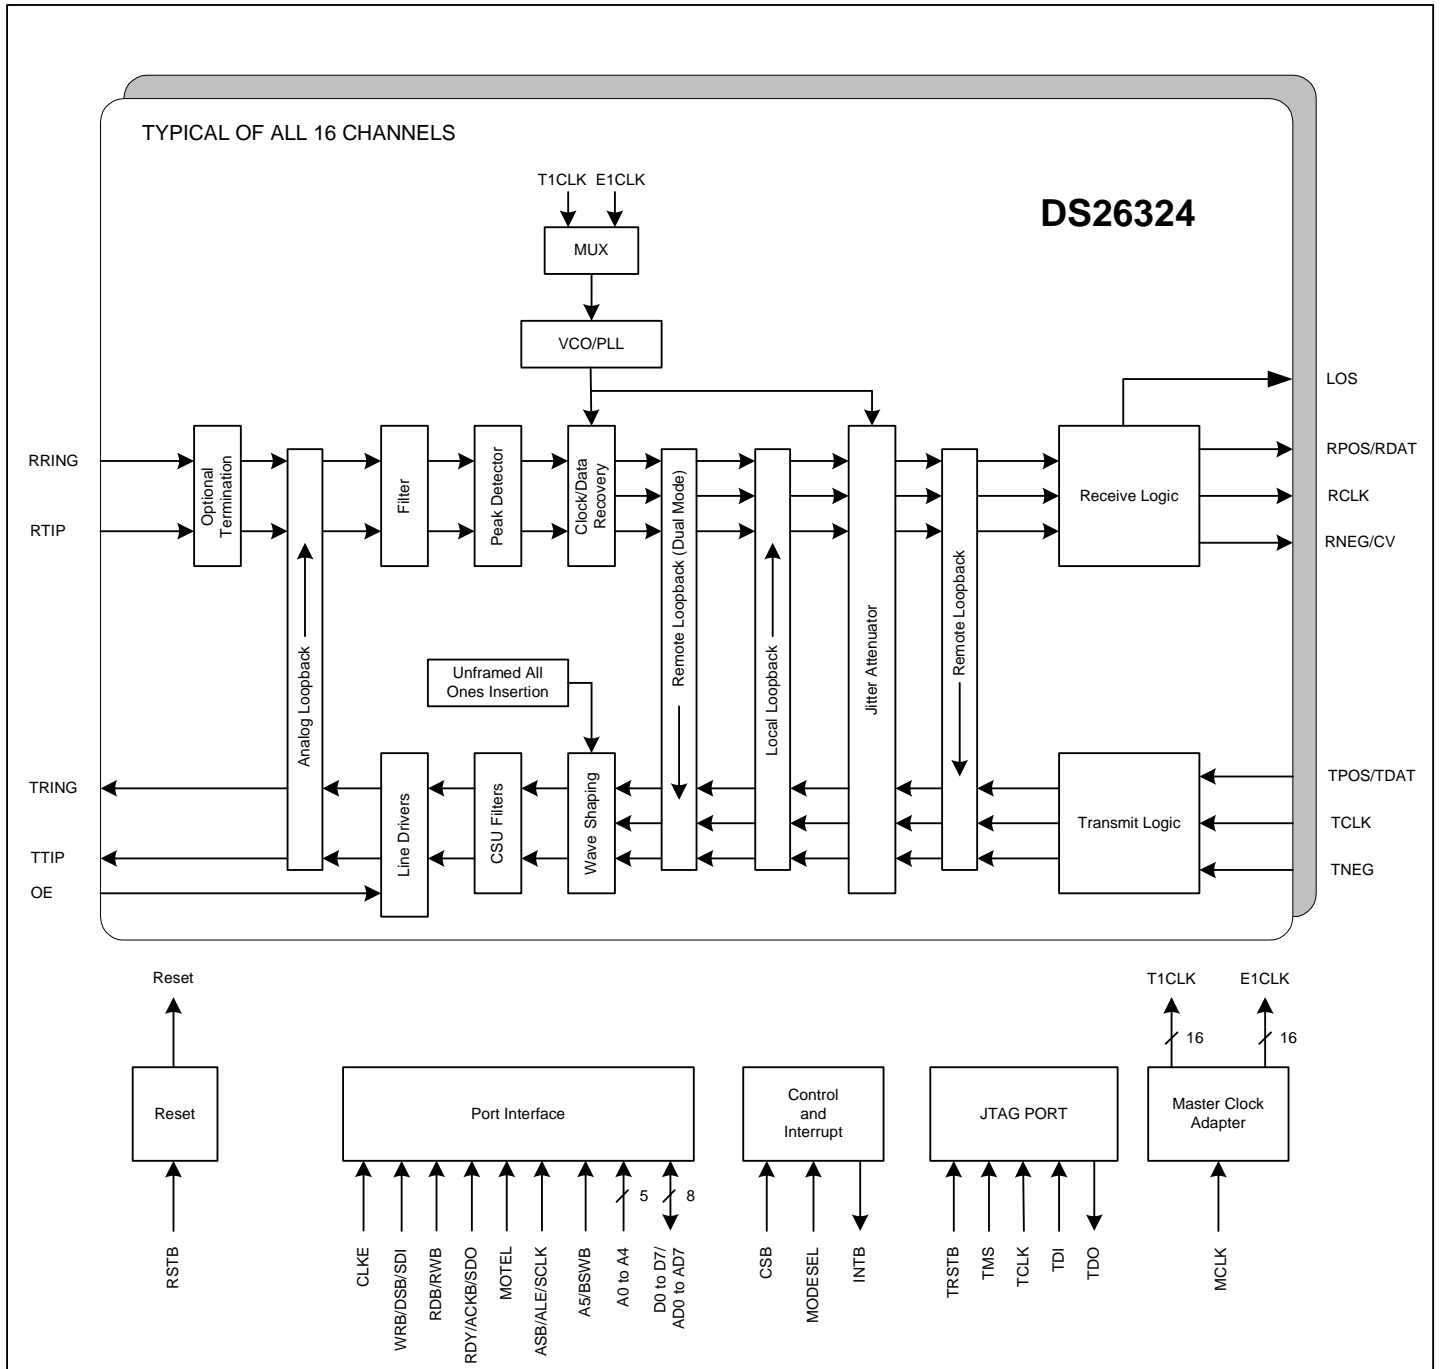 TYPICAL OF ALL 16 CHANNELS
T1CLK E1CLK
DS26324
MUX
VCO/PLL
LOS
RRING
RTIP
Optional
Termination
Analog Loopback
Filter
Peak Detector
Clock/Data
Recovery
Remote Loopback (Dual Mode)
Local Loopback
Jitter Attenuator
Remote Loopback
Receive Logic
RPOS/RDAT
RCLK
RNEG/CV
Unframed All
Ones Insertion
TRING
TTIP
OE
Line Drivers
CSU Filters
Wave Shaping
Transmit Logic
TPOS/TDAT
TCLK
TNEG
Reset
T1CLK
E1CLK
16
16
Reset
Port Interface
Control
and
Interrupt
JTAG PORT
Master Clock
Adapter
5
8
RSTB
CLKE
WRB/DSB/SDI
RDB/RWB
RDY/ACKB/SDO
MOTEL
ASB/ALE/SCLK
A5/BSWB
A0 to A4
D0 to D7/
AD0 to AD7
CSB
MODESEL
INTB
TRSTB
TMS
TCLK
TDI
TDO
MCLK